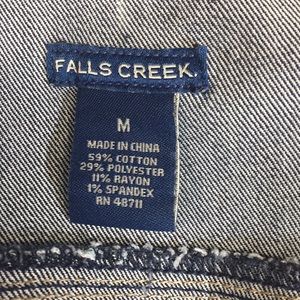 FALLS CREEK.
M
MADE IN CHINA
59% COTTON
29% POLYESTER
11% RAYON
1% SPANDEX
RN 48711